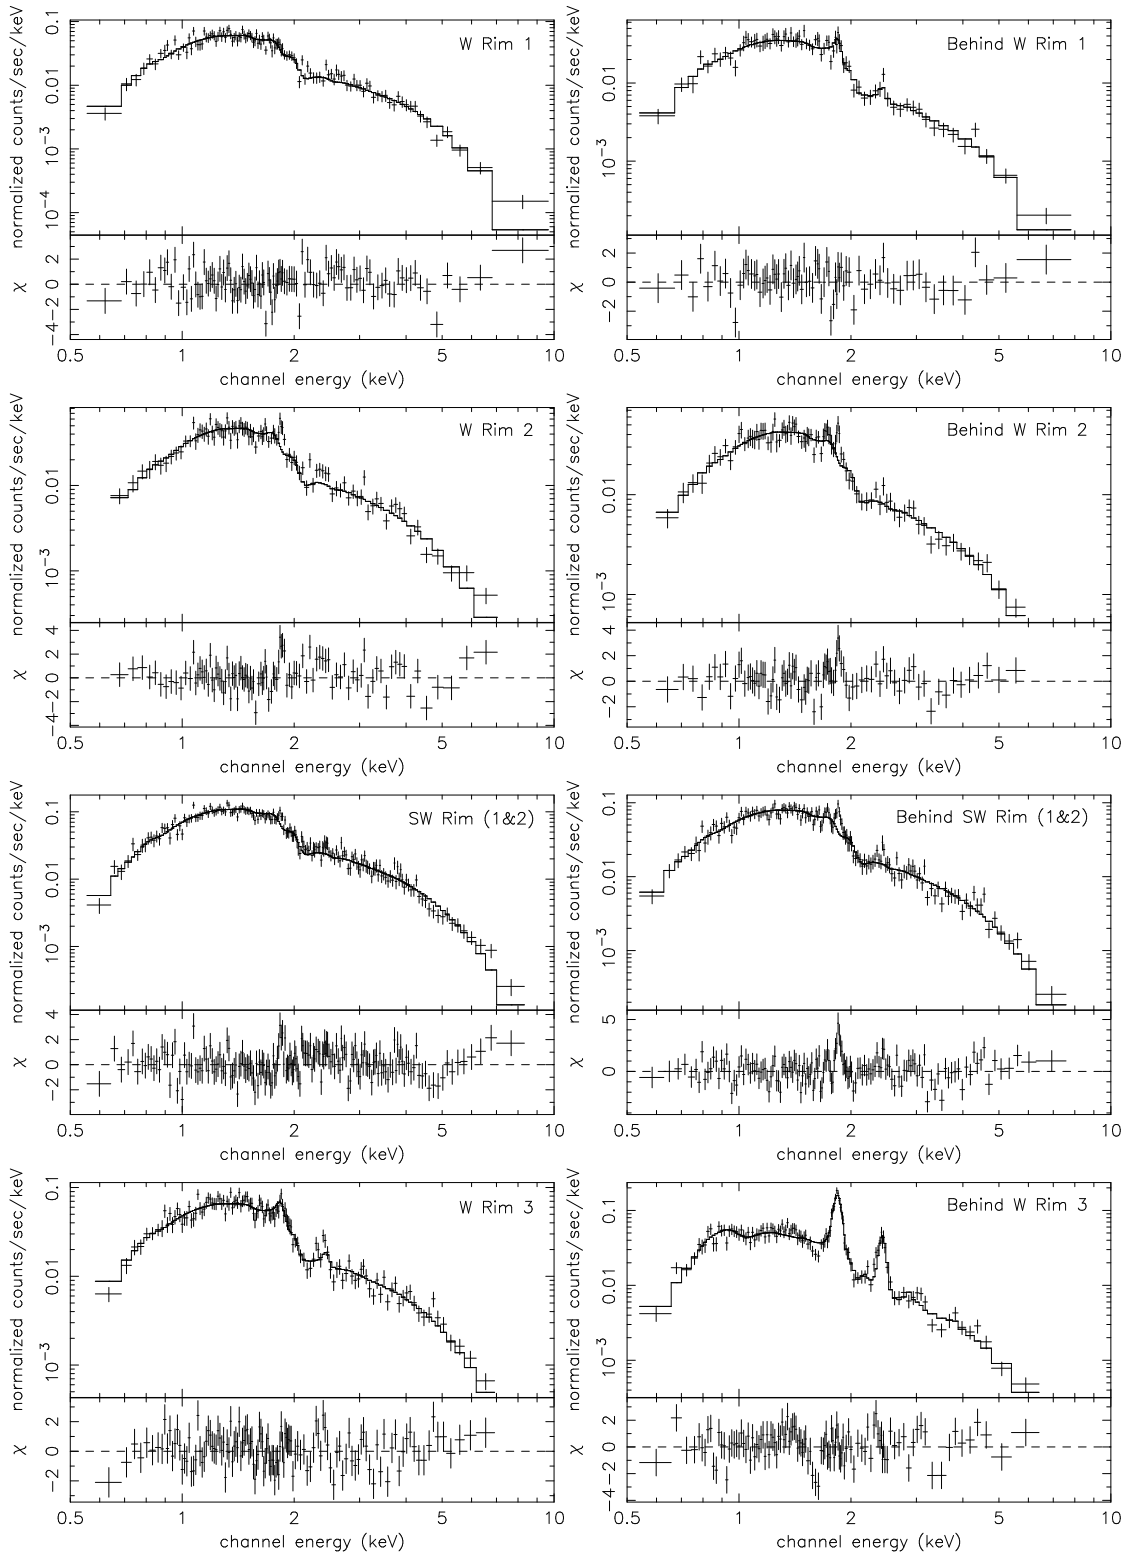 W Rim 1
normalized counts/sec/keV
0.1
0.01
10⁻³
10⁻⁴
χ
2
0
−2
−4
0.5 1 2 5 10
channel energy (keV)
Behind W Rim 1
normalized counts/sec/keV
0.1
0.01
10⁻³
χ
2
0
−2
0.5 1 2 5 10
channel energy (keV)
W Rim 2
normalized counts/sec/keV
0.01
10⁻³
χ
4
2
0
−2
−4
0.5 1 2 5 10
channel energy (keV)
Behind W Rim 2
normalized counts/sec/keV
0.01
10⁻³
χ
4
2
0
−2
0.5 1 2 5 10
channel energy (keV)
SW Rim (1&2)
normalized counts/sec/keV
0.1
0.01
10⁻³
χ
4
2
0
−2
0.5 1 2 5 10
channel energy (keV)
Behind SW Rim (1&2)
normalized counts/sec/keV
0.1
0.01
10⁻³
χ
5
0
0.5 1 2 5 10
channel energy (keV)
W Rim 3
normalized counts/sec/keV
0.1
0.01
10⁻³
χ
2
0
−2
0.5 1 2 5 10
channel energy (keV)
Behind W Rim 3
normalized counts/sec/keV
0.1
0.01
10⁻³
χ
2
0
−2
−4
0.5 1 2 5 10
channel energy (keV)